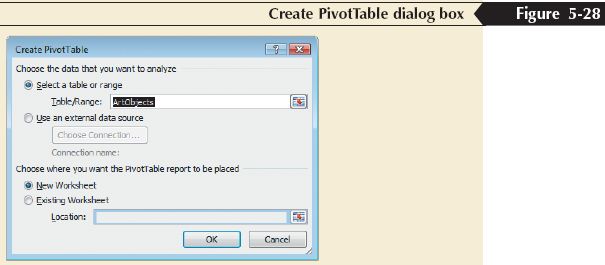 Create PivotTable dialog box Figure 5-28
Create PivotTable
Choose the data that you want to analyze
Select a table or range
Table/Range: ArtObjects
Use an external data source
Choose Connection...
Connection name:
Choose where you want the PivotTable report to be placed
New Worksheet
Existing Worksheet
Location:
OK Cancel